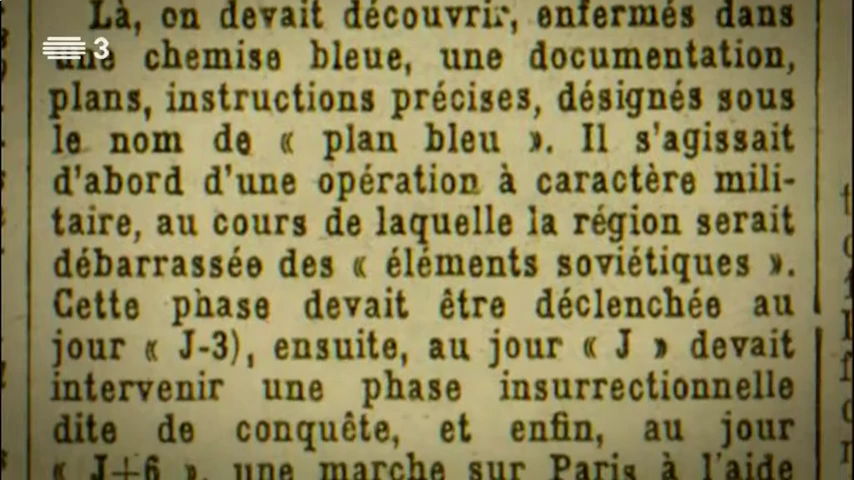 3
Là, on devait découvrir, enfermés dans
une chemise bleue, une documentation,
plans, instructions précises, désignés sous
le nom de « plan bleu ». Il s'agissait
d'abord d'une opération à caractère mili-
taire, au cours de laquelle la région serait
débarrassée des « éléments soviétiques ».
Cette phase devait être déclenchée au
jour « J-3), ensuite, au jour « J » devait
intervenir une phase insurrectionnelle
dite de conquête, et enfin, au jour
« J+6 », une marche sur Paris à l'aide